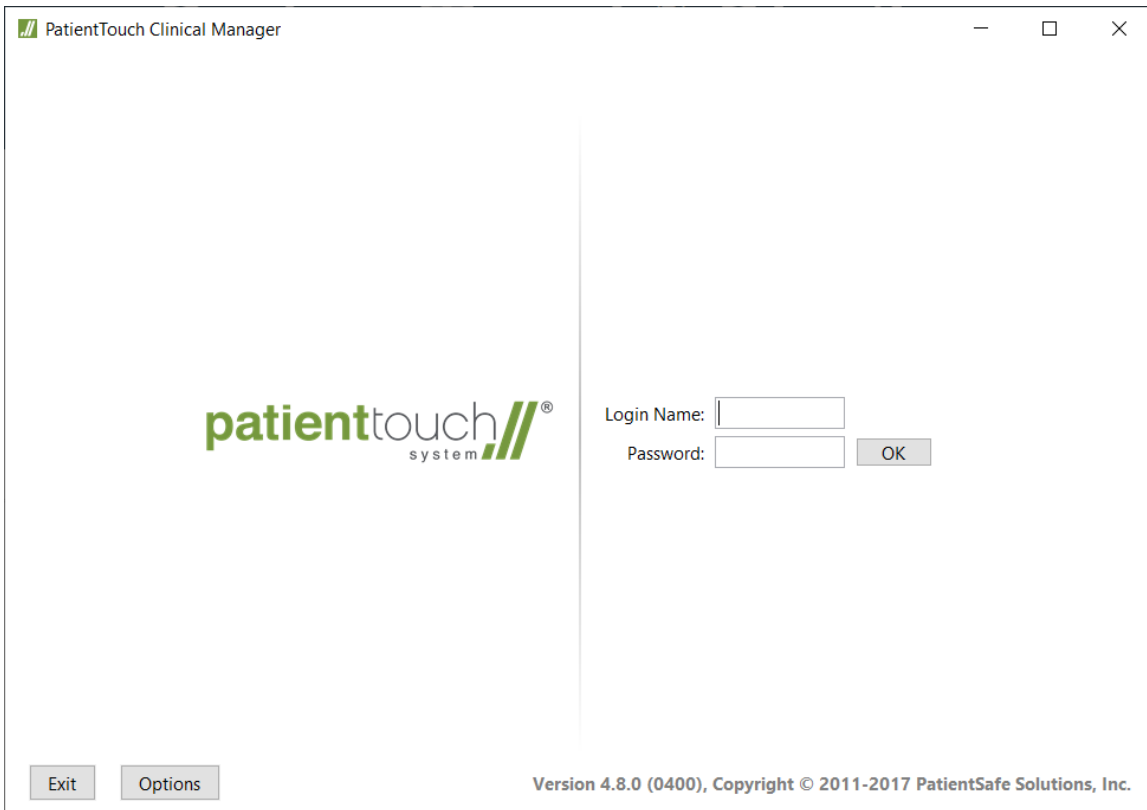 PatientTouch Clinical Manager
patienttouch®
system
Login Name:
Password:
OK
Exit
Options
Version 4.8.0 (0400), Copyright © 2011-2017 PatientSafe Solutions, Inc.